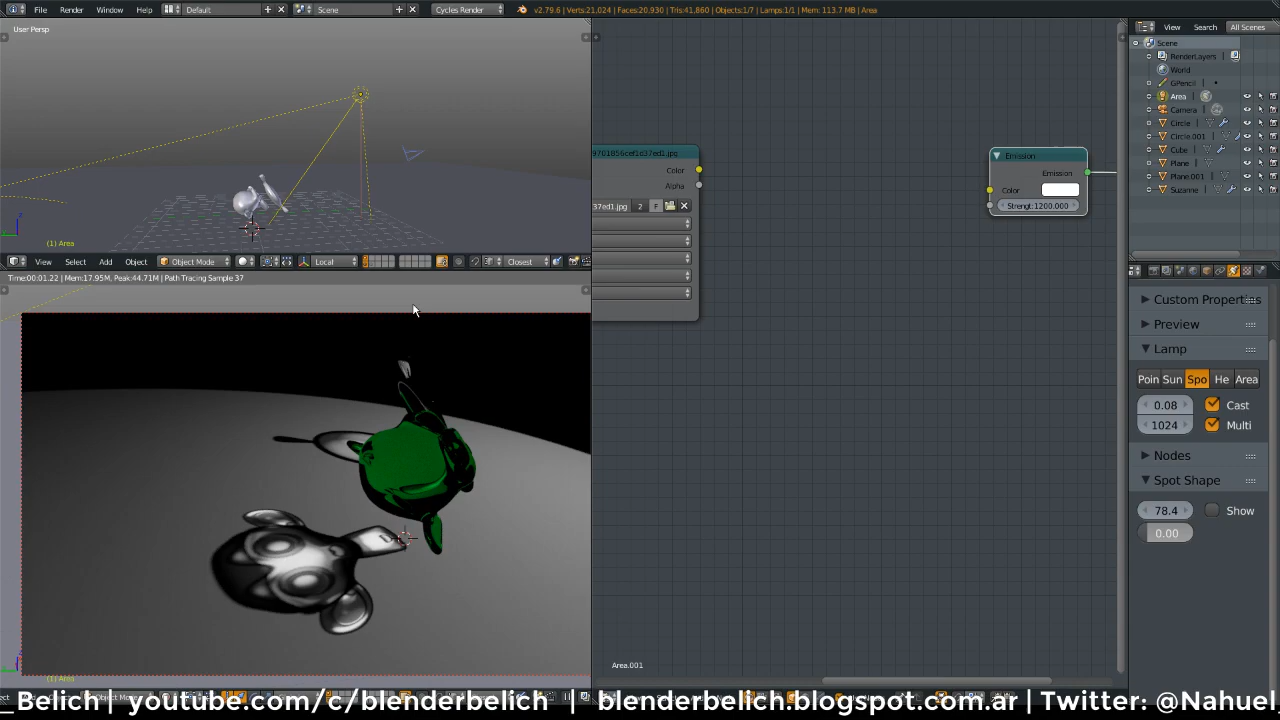 File Render Window Help Default Scene Cycles Render v2.79.6 | Verts:21,024 | Faces:20,930 | Tris:41,860 | Objects:1/7 | Lamps:1/1 | Mem: 113.7 MB | Area
User Persp
(1) Area
View Select Add Object Object Mode Local Closest
Time:00:01.22 | Mem:17.95M, Peak:44.71M | Path Tracing Sample 37
(1) Area
9701856cef1d37ed1.jpg
Color
Alpha
37ed1.jpg 2 F
Emission
Emission
Color
Strengt:1200.000
Area.001
View Search All Scenes
Scene
RenderLayers |
World
GPencil |
Area |
Camera |
Circle |
Circle.001
Cube |
Plane |
Plane.001
Suzanne |
Custom Properties
Preview
Lamp
Poin Sun Spo He Area
0.08 Cast
1024 Multi
Nodes
Spot Shape
78.4 Show
0.00
Belich | youtube.com/c/blenderbelich | blenderbelich.blogspot.com.ar | Twitter: @Nahuel